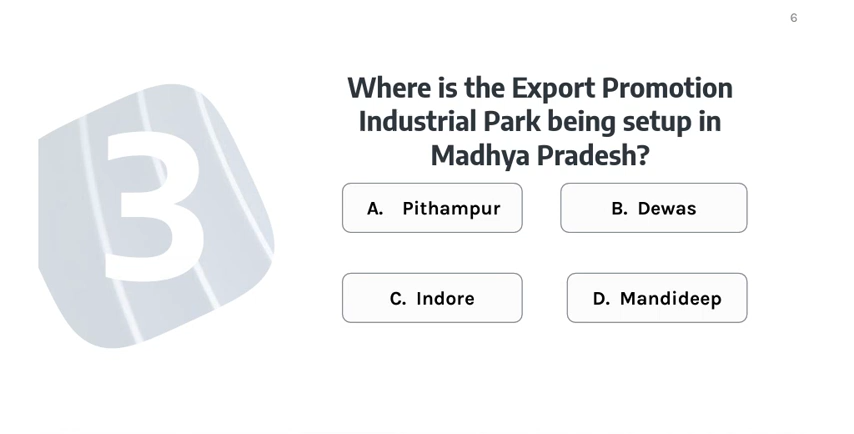 6
3
Where is the Export Promotion
Industrial Park being setup in
Madhya Pradesh?
A. Pithampur
B. Dewas
C. Indore
D. Mandideep